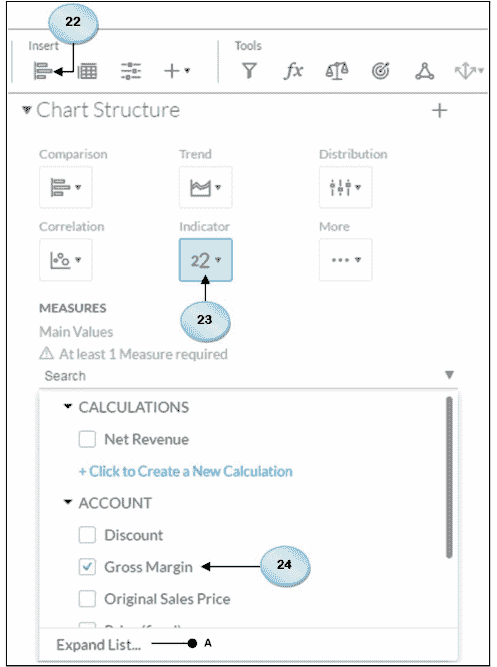 22
Insert
Tools
fx
Chart Structure
Comparison
Trend
Distribution
Correlation
Indicator
More
22
23
MEASURES
Main Values
At least 1 Measure required
Search
CALCULATIONS
Net Revenue
+ Click to Create a New Calculation
ACCOUNT
Discount
Gross Margin
24
Original Sales Price
Expand List...
A